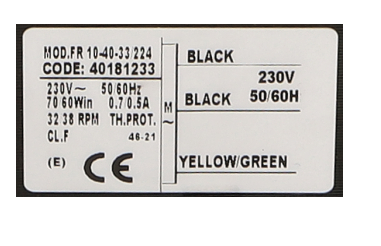 MOD.FR 10-40-33/224
CODE: 40181233
230V~ 50/60Hz
70 60Win 0.7/0.5A
32 38 RPM TH.PROT.
CL.F 46-21
(E) CE
M
~
BLACK
230V
BLACK 50/60H
YELLOW/GREEN